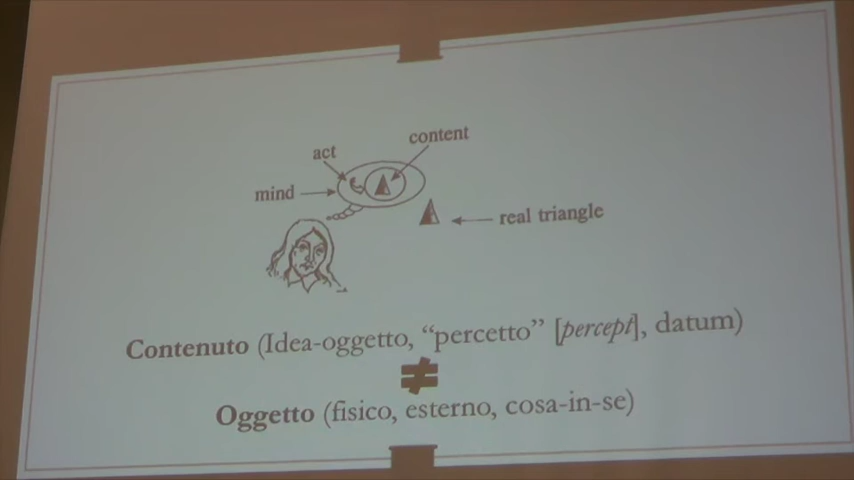 content
act
mind
real triangle
Contenuto (Idea-oggetto, “percetto” [percept], datum)
≠
Oggetto (fisico, esterno, cosa-in-se)